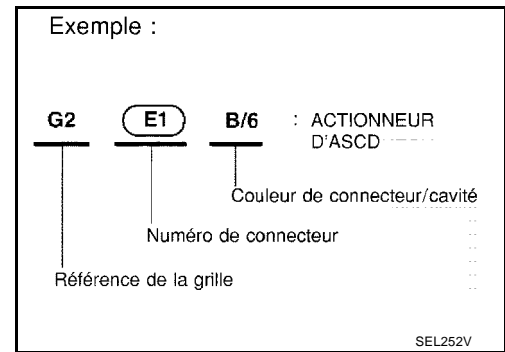 Exemple :
G2 E1 B/6 : ACTIONNEUR
D'ASCD
Couleur de connecteur/cavité
Numéro de connecteur
Référence de la grille
SEL252V